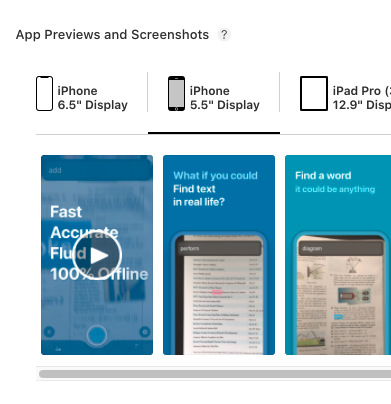 App Previews and Screenshots ?
iPhone
6.5" Display
iPhone
5.5" Display
iPad Pro (
12.9" Disp
add
Fast
Accurate
Fluid
100% Offline
What if you could
Find text
in real life?
perform
Find a word
it could be anything
diagram